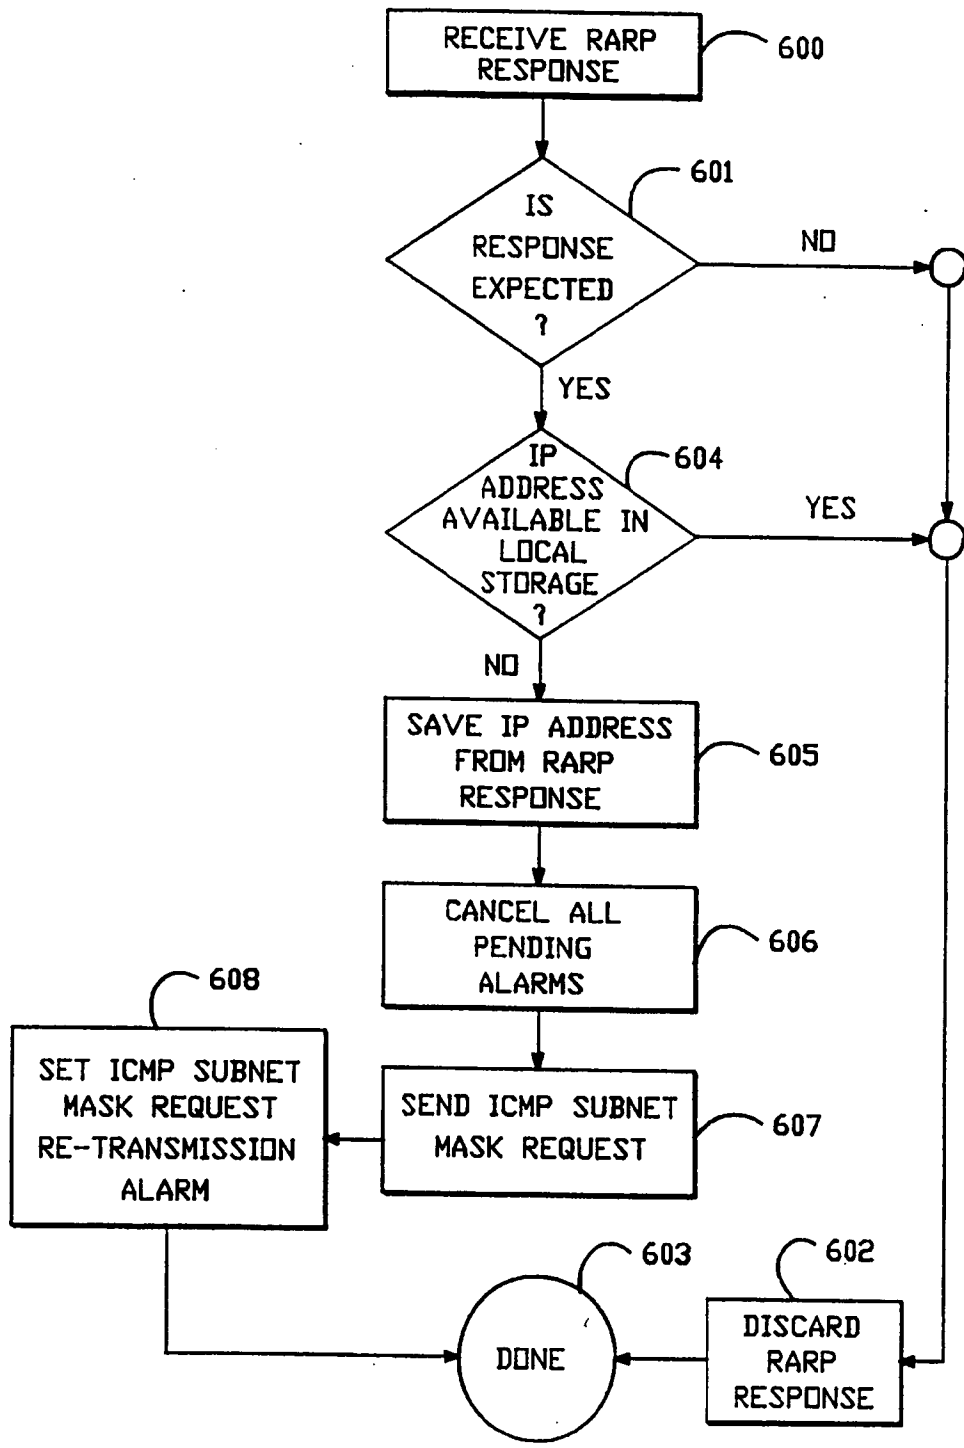 RECEIVE RARP
RESPONSE
600
IS
RESPONSE
EXPECTED
?
601
NO
YES
IP
ADDRESS
AVAILABLE IN
LOCAL
STORAGE
?
604
YES
NO
SAVE IP ADDRESS
FROM RARP
RESPONSE
605
CANCEL ALL
PENDING
ALARMS
606
SEND ICMP SUBNET
MASK REQUEST
607
608
SET ICMP SUBNET
MASK REQUEST
RE-TRANSMISSION
ALARM
603
DONE
602
DISCARD
RARP
RESPONSE